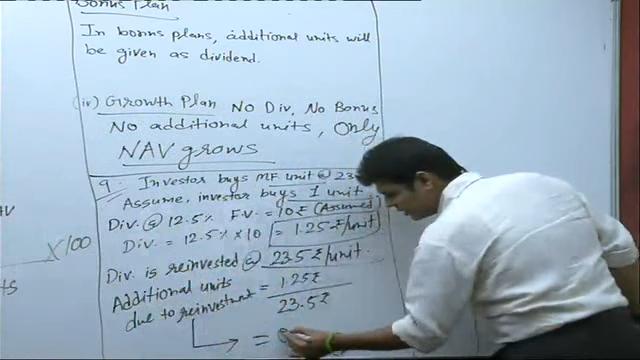 Bonus Plan
In bonus plans, additional units will
be given as dividend.
iv) Growth Plan No Div, No Bonus
No additional units, Only
NAV grows
9. Investor buys MF unit @ 23
Assume, investor buys 1 unit
Div. @ 12.5% F.V. = 10₹ (Assumed)
Div. = 12.5% × 10 = 1.25₹/unit
Div. is reinvested @ 23.5₹/unit.
Additional units = 1.25₹
due to reinvestment 23.5₹
=
×100